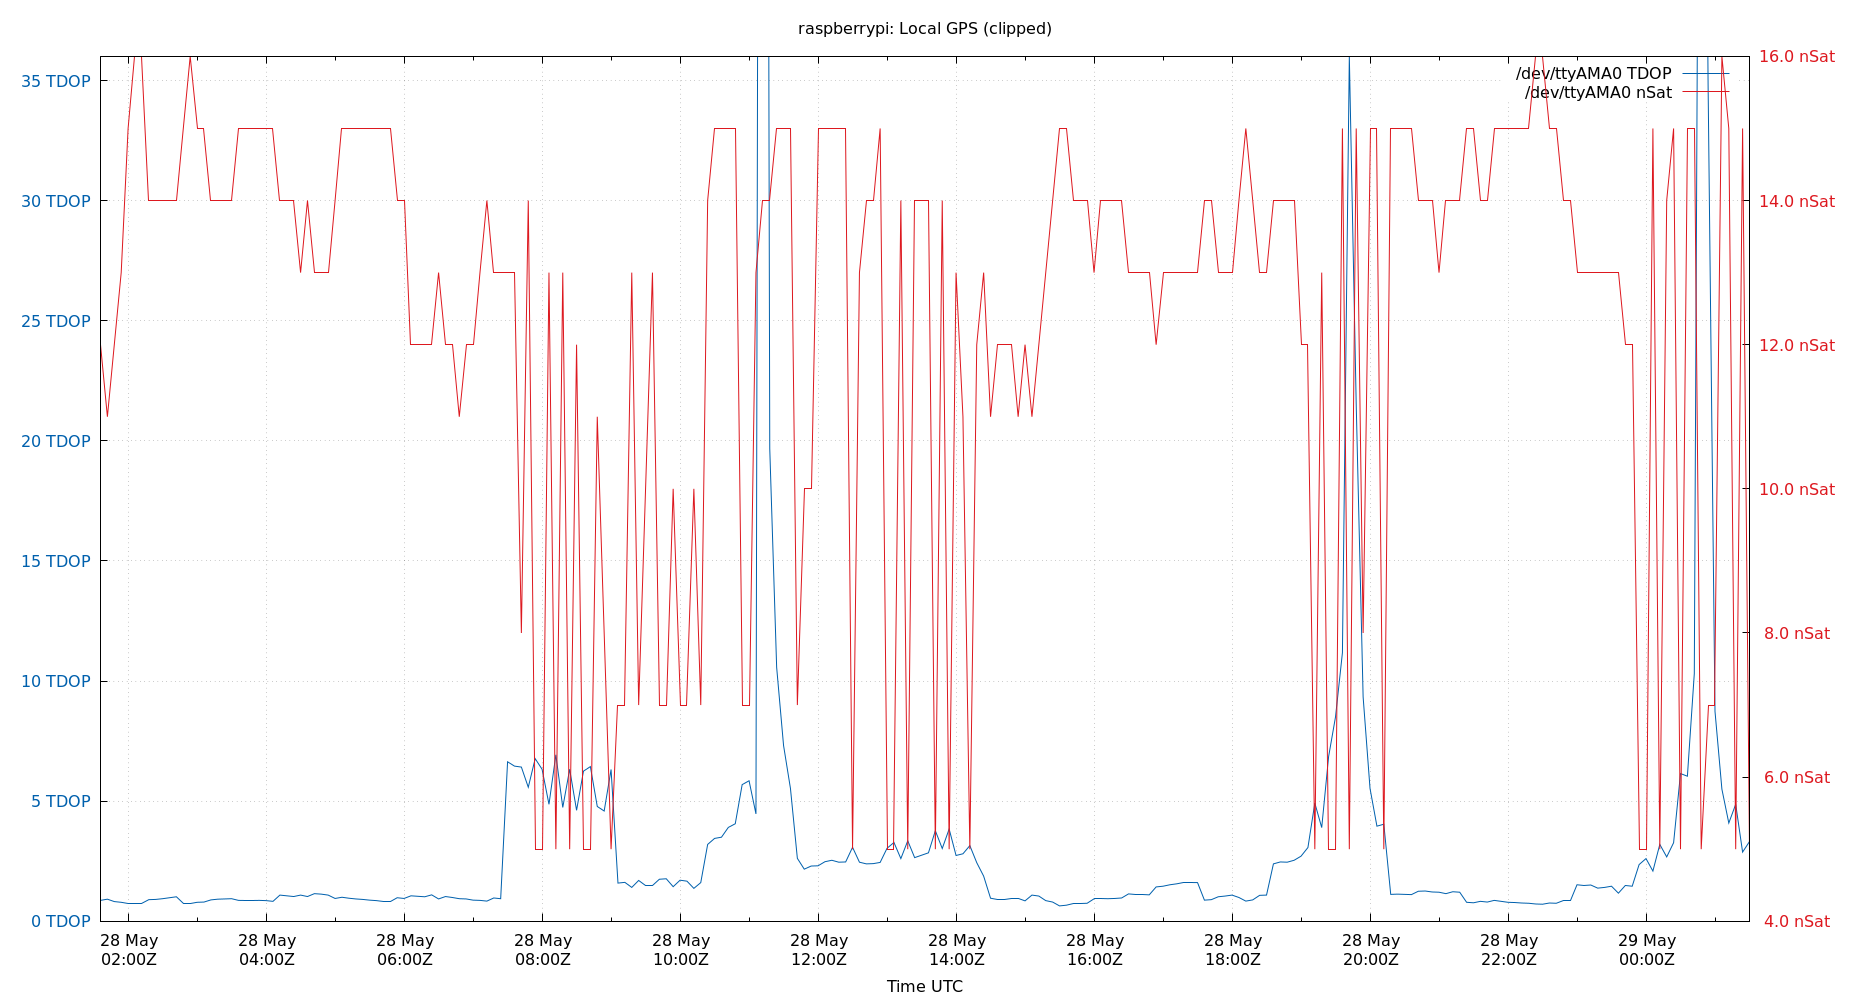 raspberrypi: Local GPS (clipped)
16.0 nSat
/dev/ttyAMA0 TDOP
35 TDOP
/dev/ttyAMA0 nSat
30 TDOP
14.0 nSat
25 TDOP
12.0 nSat
20 TDOP
10.0 nSat
15 TDOP
8.0 nSat
10 TDOP
6.0 nSat
5 TDOP
0 TDOP
4.0 nSat
28 May 28 May 28 May 28 May 28 May 28 May 28 May 28 May 28 May 28 May 28 May 29 May
02:00Z 04:00Z 06:00Z 08:00Z 10:00Z 12:00Z 14:00Z 16:00Z 18:00Z 20:00Z 22:00Z 00:00Z
Time UTC